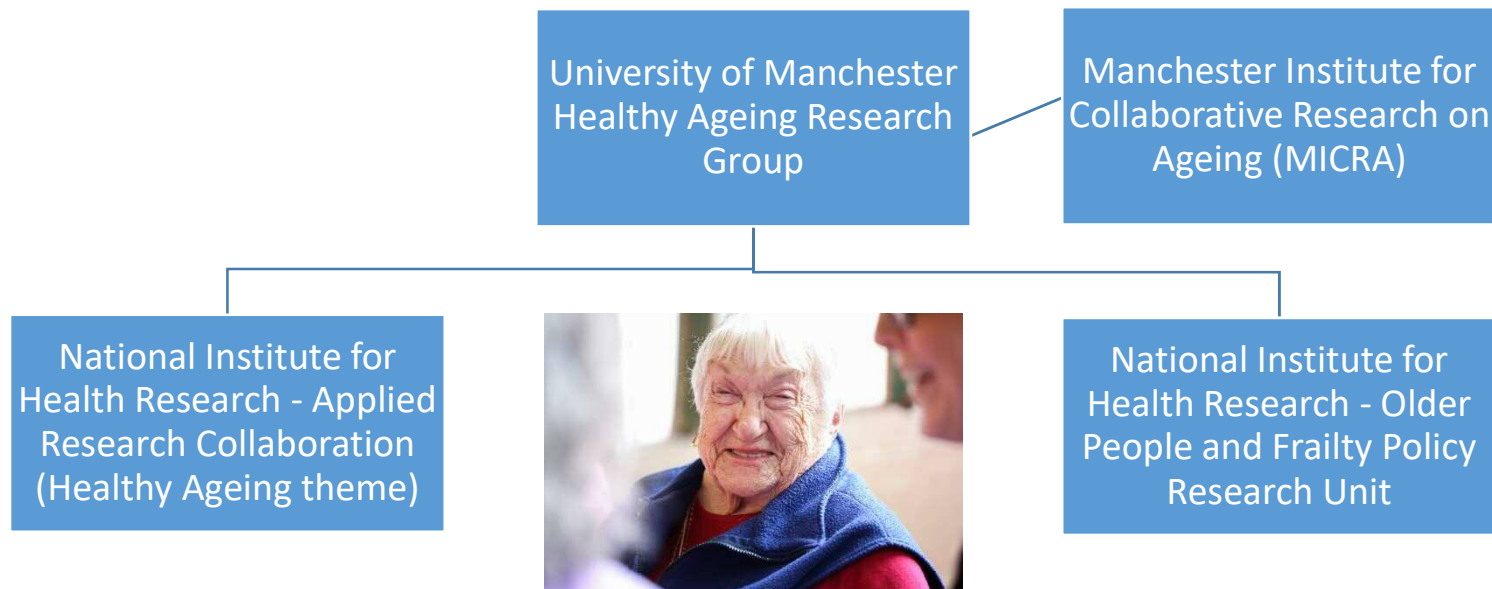 University of Manchester
Healthy Ageing Research
Group
Manchester Institute for
Collaborative Research on
Ageing (MICRA)
National Institute for
Health Research - Applied
Research Collaboration
(Healthy Ageing theme)
National Institute for
Health Research - Older
People and Frailty Policy
Research Unit